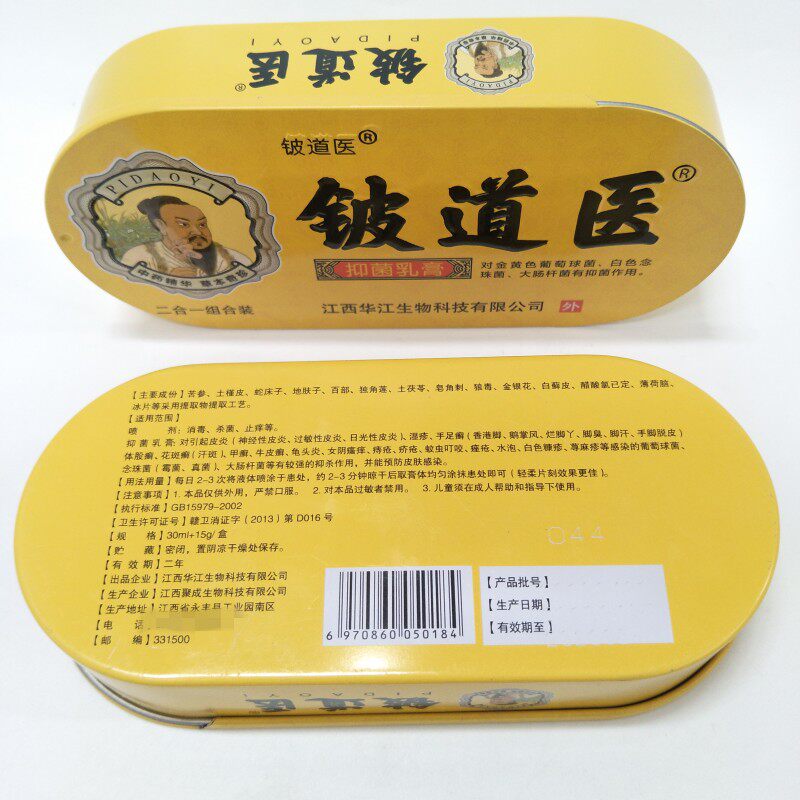 铍道医®
PIDAOYI
铍道医®
铍道医®
PIDAOYI
中药精华 草本奇珍
抑菌乳膏
对金黄色葡萄球菌、白色念
珠菌、大肠杆菌有抑菌作用。
二合一组合装
江西华江生物科技有限公司 外
【主要成份】苦参、土槿皮、蛇床子、地肤子、百部、独角莲、土茯苓、皂角刺、狼毒、金银花、白藓皮、醋酸氯已定、薄荷脑、
冰片等采用提取物提取工艺。
【适用范围】
喷 剂：消毒、杀菌、止痒等。
抑菌乳膏：对引起皮炎（神经性皮炎、过敏性皮炎、日光性皮炎）、湿疹、手足癣（香港脚、鹅掌风、烂脚丫、脚臭、脚汗、手脚脱皮）
体股癣、花斑癣（汗斑）、甲癣、牛皮癣、龟头炎、女阴瘙痒、痔疮、疥疮、蚊虫叮咬、痤疮、水泡、白色糠疹、荨麻疹等感染的葡萄球菌、
念珠菌（霉菌、真菌）、大肠杆菌等有较强的抑杀作用，并能预防皮肤感染。
【用法用量】每日2-3次将液体喷涂于患处，约2-3分钟晾干后取膏体均匀涂抹患处即可（轻柔片刻效果更佳）。
【注意事项】1.本品仅供外用，严禁口服。 2.对本品过敏者禁用。 3.儿童须在成人帮助和指导下使用。
【执行标准】GB15979-2002
【卫生许可证号】赣卫消证字（2013）第D016号
【规 格】30ml+15g/盒
【贮 藏】密闭，置阴凉干燥处保存。
【有 效 期】二年
【出品企业】江西华江生物科技有限公司
【生产企业】江西聚成生物科技有限公司
【生产地址】江西省永丰县工业园南区
【电 话】
【邮 编】331500
044
6 970860 050184
【产品批号】
【生产日期】
【有效期至】
铍道医®
PIDAOYI